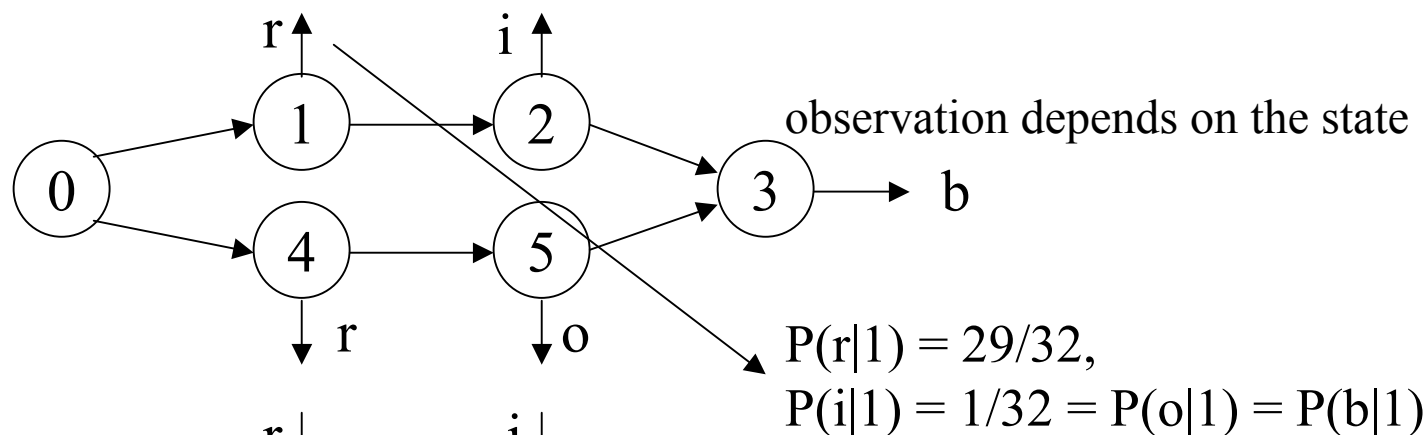 r i
1 2 observation depends on the state
0 3 b
4 5
r o
P(r|1) = 29/32,
P(i|1) = 1/32 = P(o|1) = P(b|1)
r i